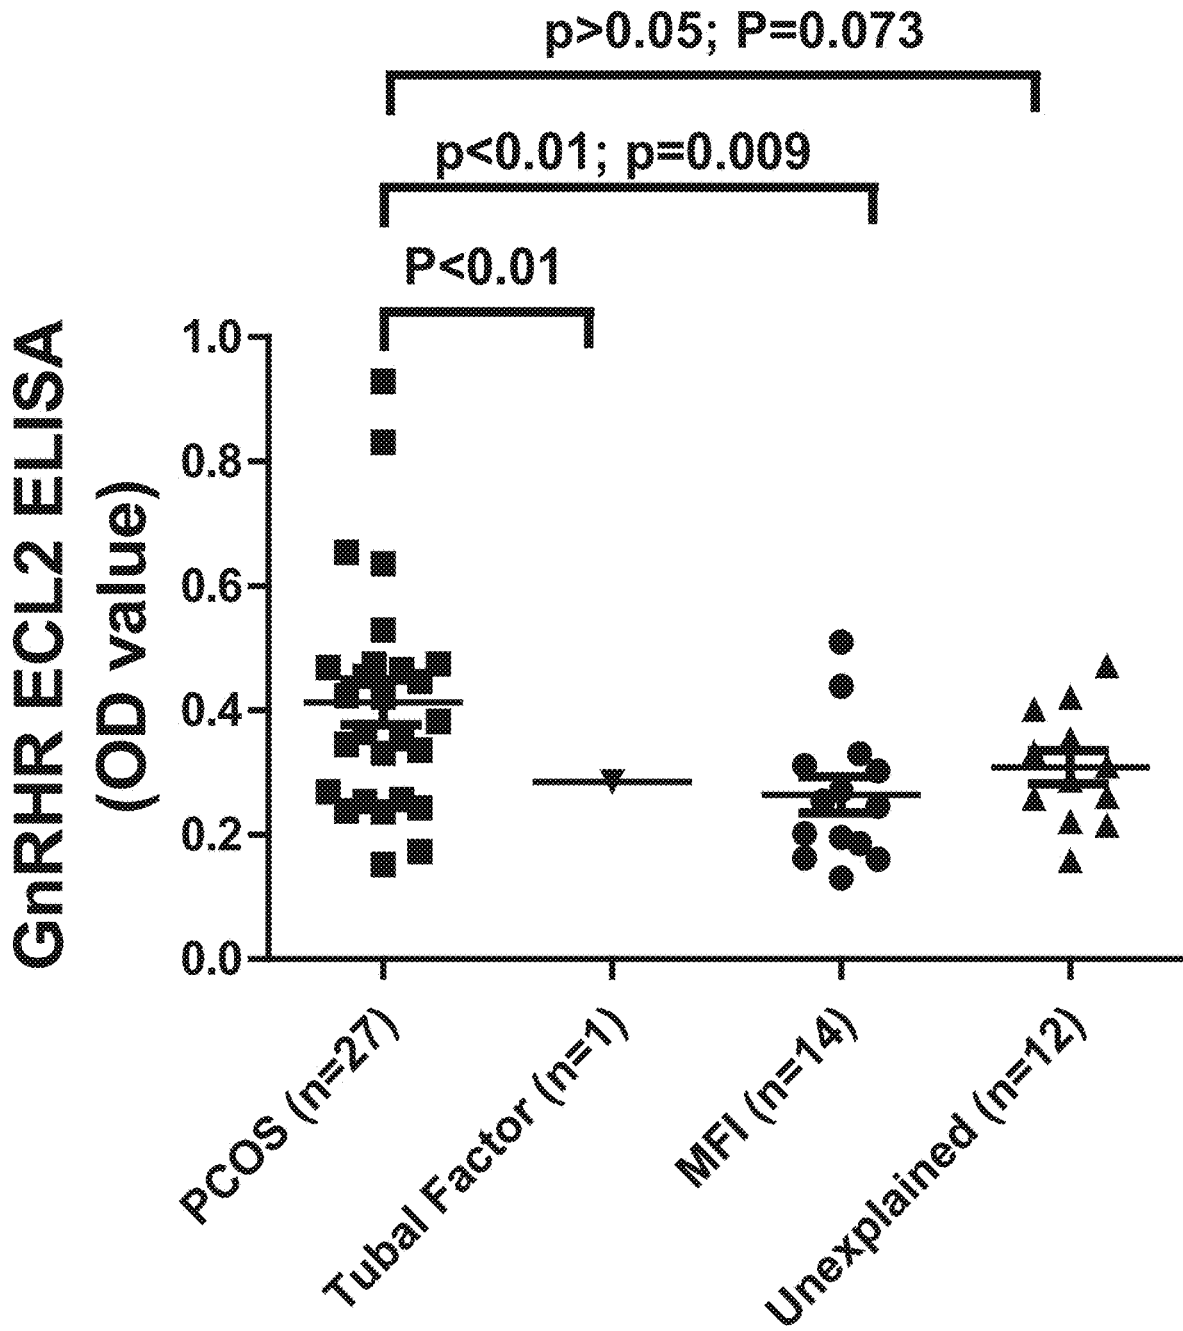 p>0.05; P=0.073
p<0.01; p=0.009
P<0.01
GnRHR ECL2 ELISA
(OD value)
1.0
0.8
0.6
0.4
0.2
0.0
PCOS (n=27)
Tubal Factor (n=1)
MFI (n=14)
Unexplained (n=12)